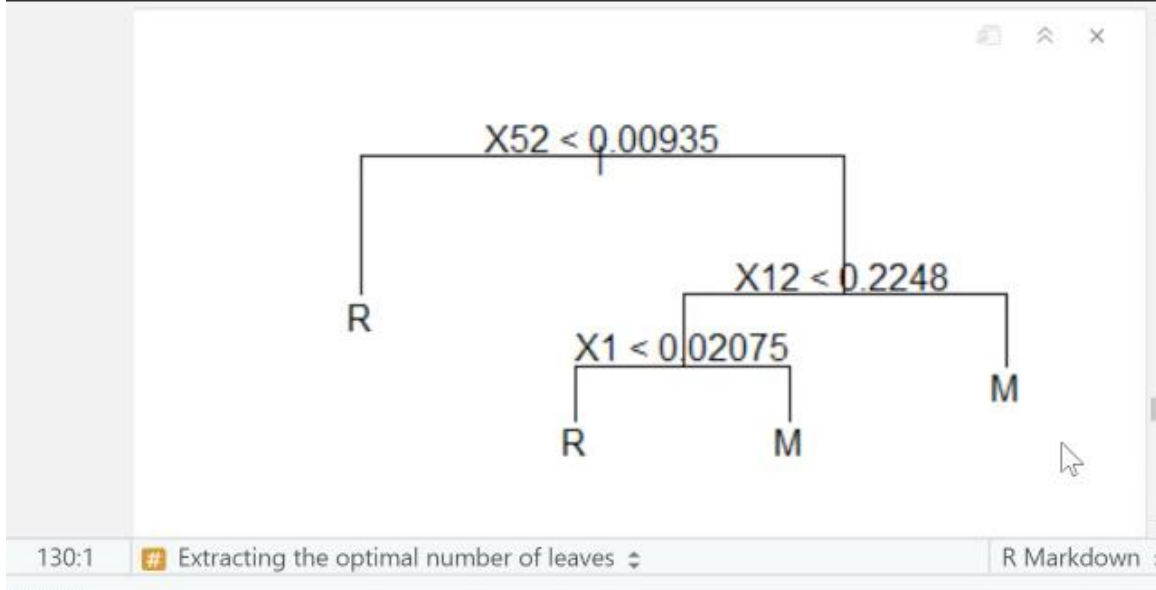 X52 < 0.00935
X12 < 0.2248
R
X1 < 0.02075
M
R
M
130:1
# Extracting the optimal number of leaves
R Markdown